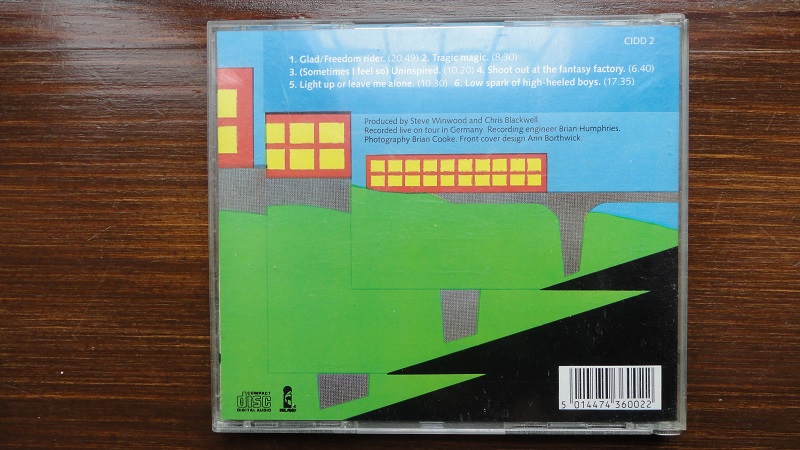 CIDD 2
1. Glad/Freedom rider. (20:49) 2. Tragic magic. (8:30)
3. (Sometimes I feel so) Uninspired. (10.20) 4. Shoot out at the fantasy factory. (6.40)
5. Light up or leave me alone. (10:30) 6. Low spark of high-heeled boys. (17:35)
Produced by Steve Winwood and Chris Blackwell.
Recorded live on tour in Germany. Recording engineer Brian Humphries.
Photography Brian Cooke. Front cover design Ann Borthwick
COMPACT
disc
DIGITAL AUDIO
ISLAND
5 014474 360022